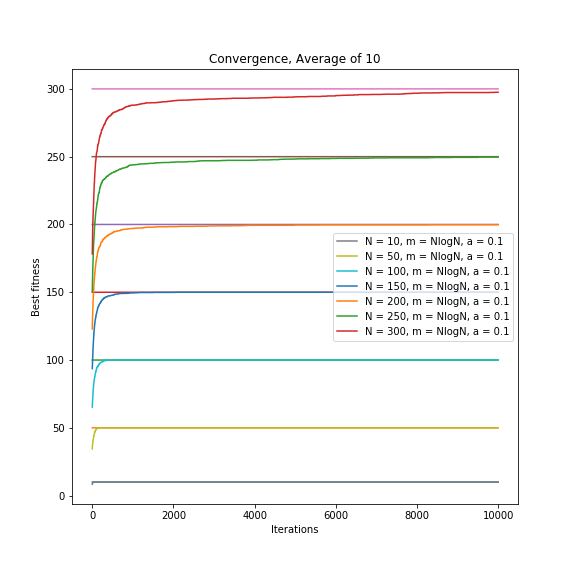 Convergence, Average of 10
Best fitness
300
250
200
150
100
50
0
N = 10, m = NlogN, a = 0.1
N = 50, m = NlogN, a = 0.1
N = 100, m = NlogN, a = 0.1
N = 150, m = NlogN, a = 0.1
N = 200, m = NlogN, a = 0.1
N = 250, m = NlogN, a = 0.1
N = 300, m = NlogN, a = 0.1
0 2000 4000 6000 8000 10000
Iterations